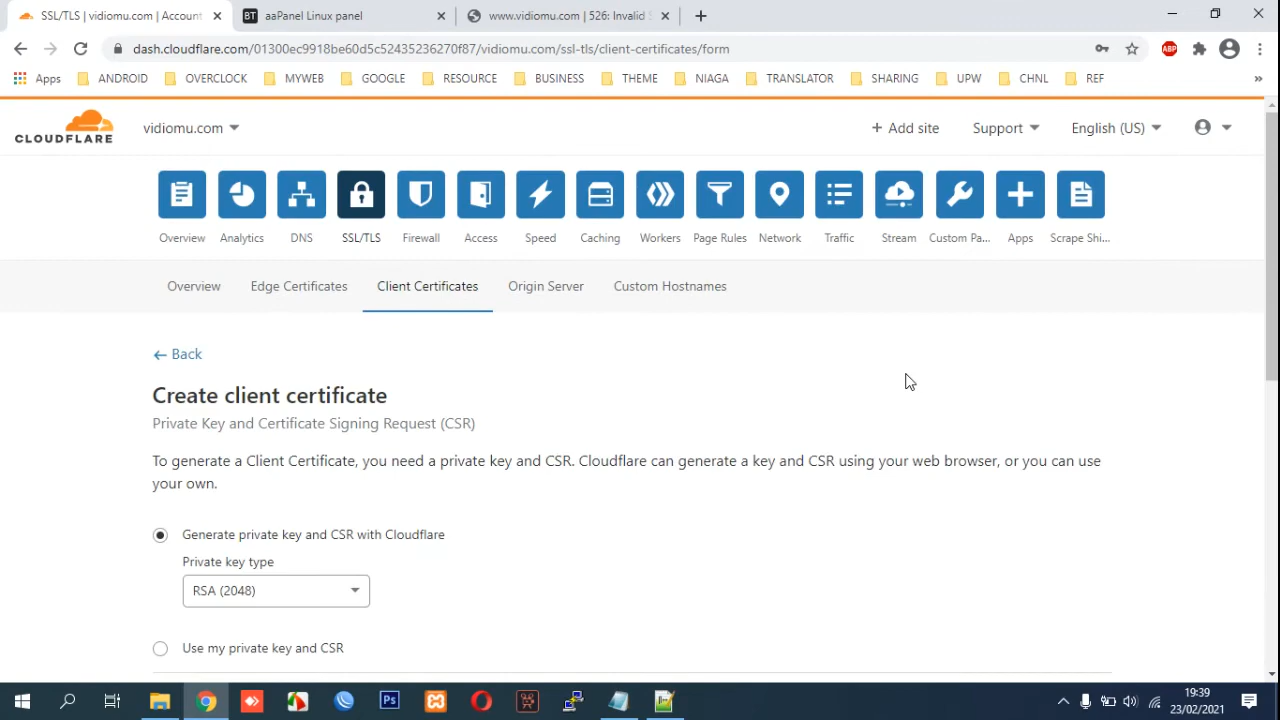 SSL/TLS | vidiomu.com | Account
aaPanel Linux panel
www.vidiomu.com | 526: Invalid S
dash.cloudflare.com/01300ec9918be60d5c52435236270f87/vidiomu.com/ssl-tls/client-certificates/form
ABP
Apps
ANDROID
OVERCLOCK
MYWEB
GOOGLE
RESOURCE
BUSINESS
THEME
NIAGA
TRANSLATOR
SHARING
UPW
CHNL
REF
CLOUDFLARE
vidiomu.com
+ Add site
Support
English (US)
Overview
Analytics
DNS
SSL/TLS
Firewall
Access
Speed
Caching
Workers
Page Rules
Network
Traffic
Stream
Custom Pa...
Apps
Scrape Shi...
Overview
Edge Certificates
Client Certificates
Origin Server
Custom Hostnames
← Back
Create client certificate
Private Key and Certificate Signing Request (CSR)
To generate a Client Certificate, you need a private key and CSR. Cloudflare can generate a key and CSR using your web browser, or you can use
your own.
Generate private key and CSR with Cloudflare
Private key type
RSA (2048)
Use my private key and CSR
Ps
19:39
23/02/2021